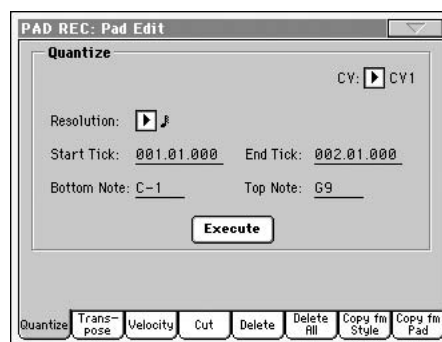 PAD REC: Pad Edit
Quantize
CV: CV1
Resolution:
Start Tick: 001.01.000 End Tick: 002.01.000
Bottom Note: C-1 Top Note: G9
Execute
Quantize Trans-pose Velocity Cut Delete Delete All Copy fm Style Copy fm Pad